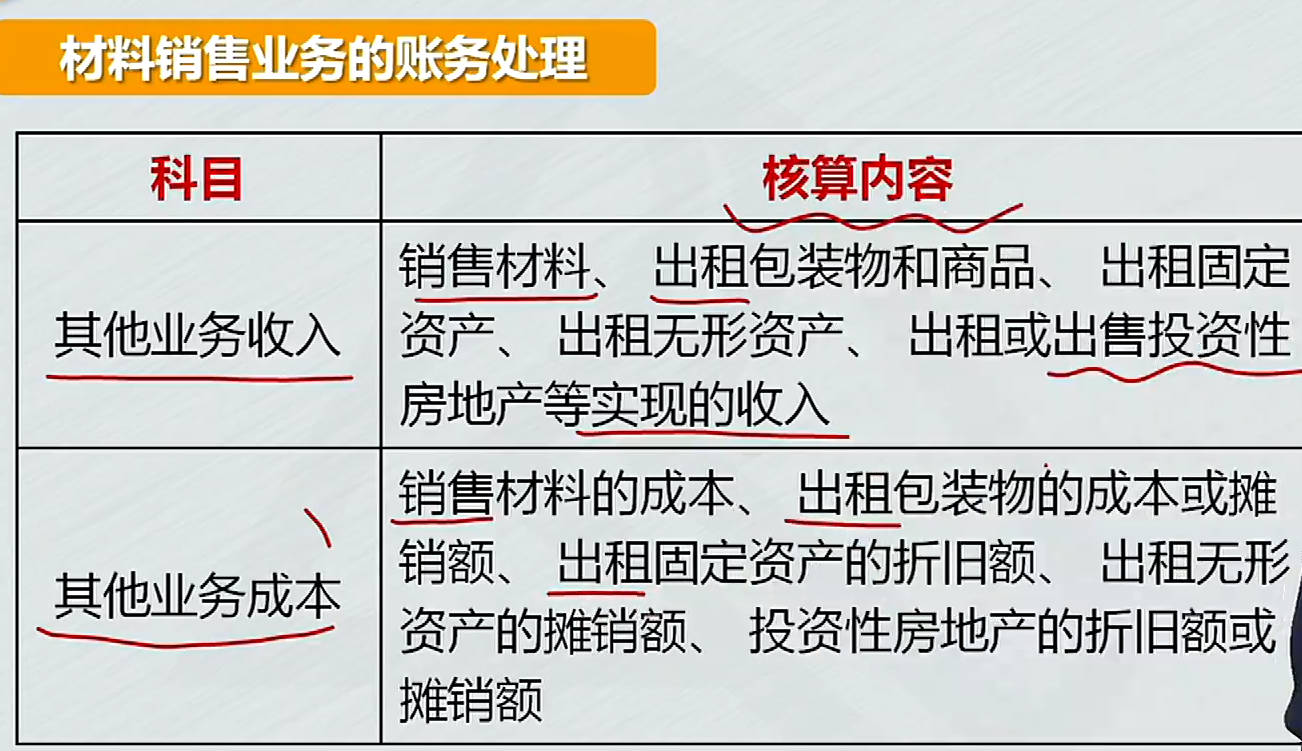 材料销售业务的账务处理
科目
核算内容
其他业务收入
销售材料、 出租包装物和商品、 出租固定
资产、 出租无形资产、 出租或出售投资性
房地产等实现的收入
其他业务成本
销售材料的成本、 出租包装物的成本或摊
销额、 出租固定资产的折旧额、 出租无形
资产的摊销额、 投资性房地产的折旧额或
摊销额